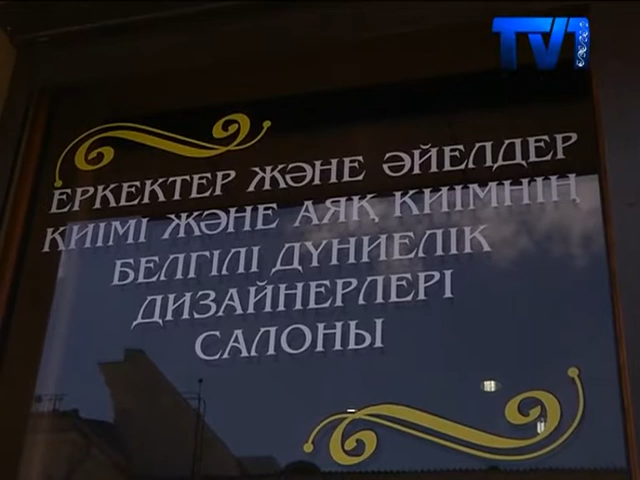 TV1
ЕРКЕКТЕР ЖӘНЕ ӘЙЕЛДЕР
КИІМІ ЖӘНЕ АЯҚ КИІМНІҢ
БЕЛГІЛІ ДҮНИЕЛІК
ДИЗАЙНЕРЛЕРІ
САЛОНЫ